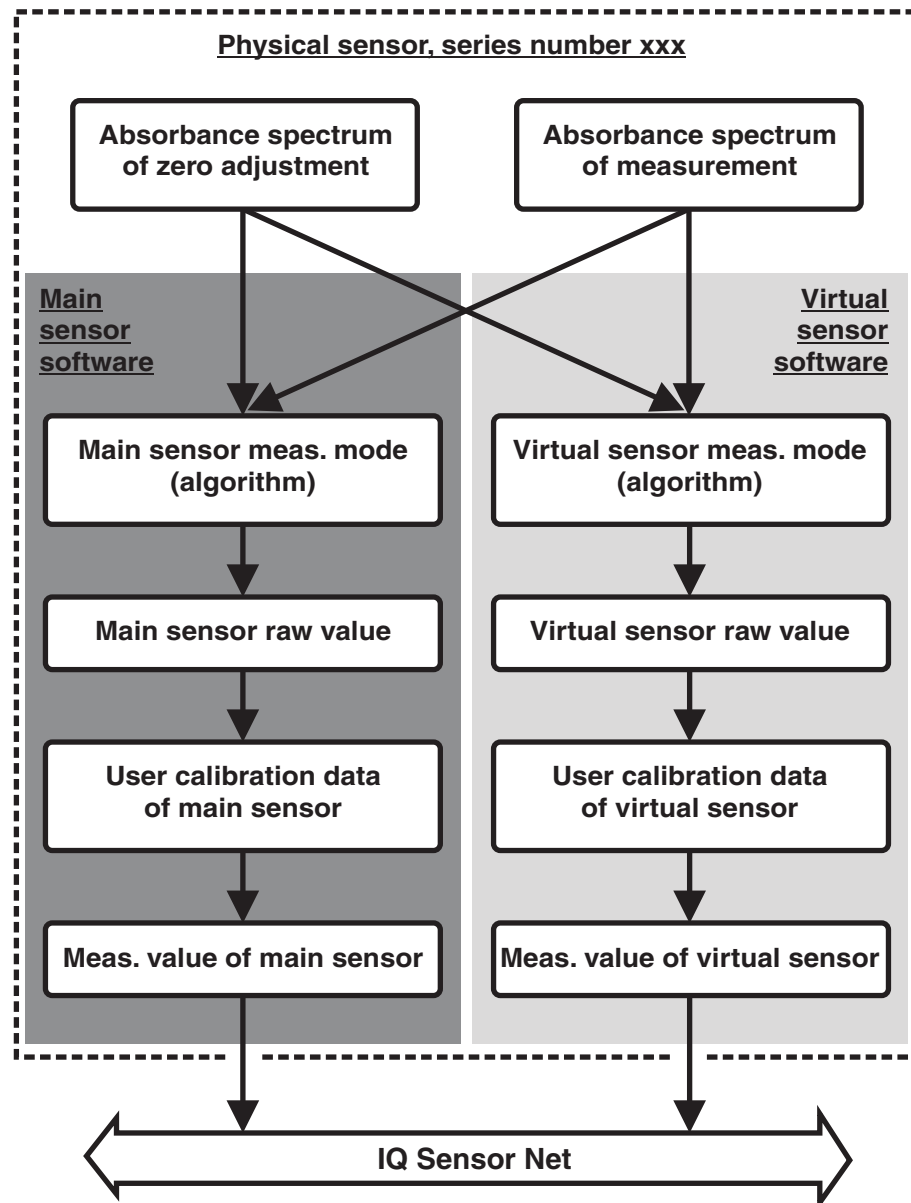 Physical sensor, series number xxx
Absorbance spectrum
of zero adjustment
Absorbance spectrum
of measurement
Main
sensor
software
Virtual
sensor
software
Main sensor meas. mode
(algorithm)
Virtual sensor meas. mode
(algorithm)
Main sensor raw value
Virtual sensor raw value
User calibration data
of main sensor
User calibration data
of virtual sensor
Meas. value of main sensor
Meas. value of virtual sensor
IQ Sensor Net